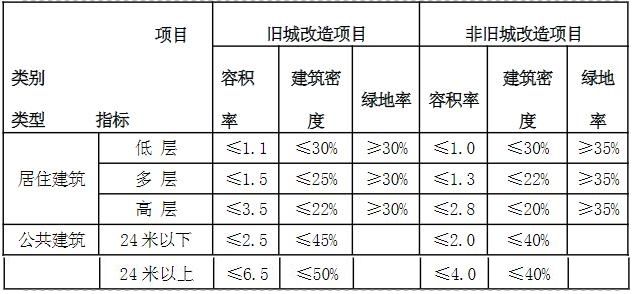 项目 旧城改造项目 非旧城改造项目
类别 容积 建筑密 绿地率 容积率 建筑密 绿地
类型 指标 率 度 度 率
居住建筑 低 层 ≤1.1 ≤30% ≥30% ≤1.0 ≤30% ≥35%
多 层 ≤1.5 ≤25% ≥30% ≤1.3 ≤22% ≥35%
高 层 ≤3.5 ≤22% ≥30% ≤2.8 ≤20% ≥35%
公共建筑 24 米以下 ≤2.5 ≤45% ≤2.0 ≤40%
24 米以上 ≤6.5 ≤50% ≤4.0 ≤40%